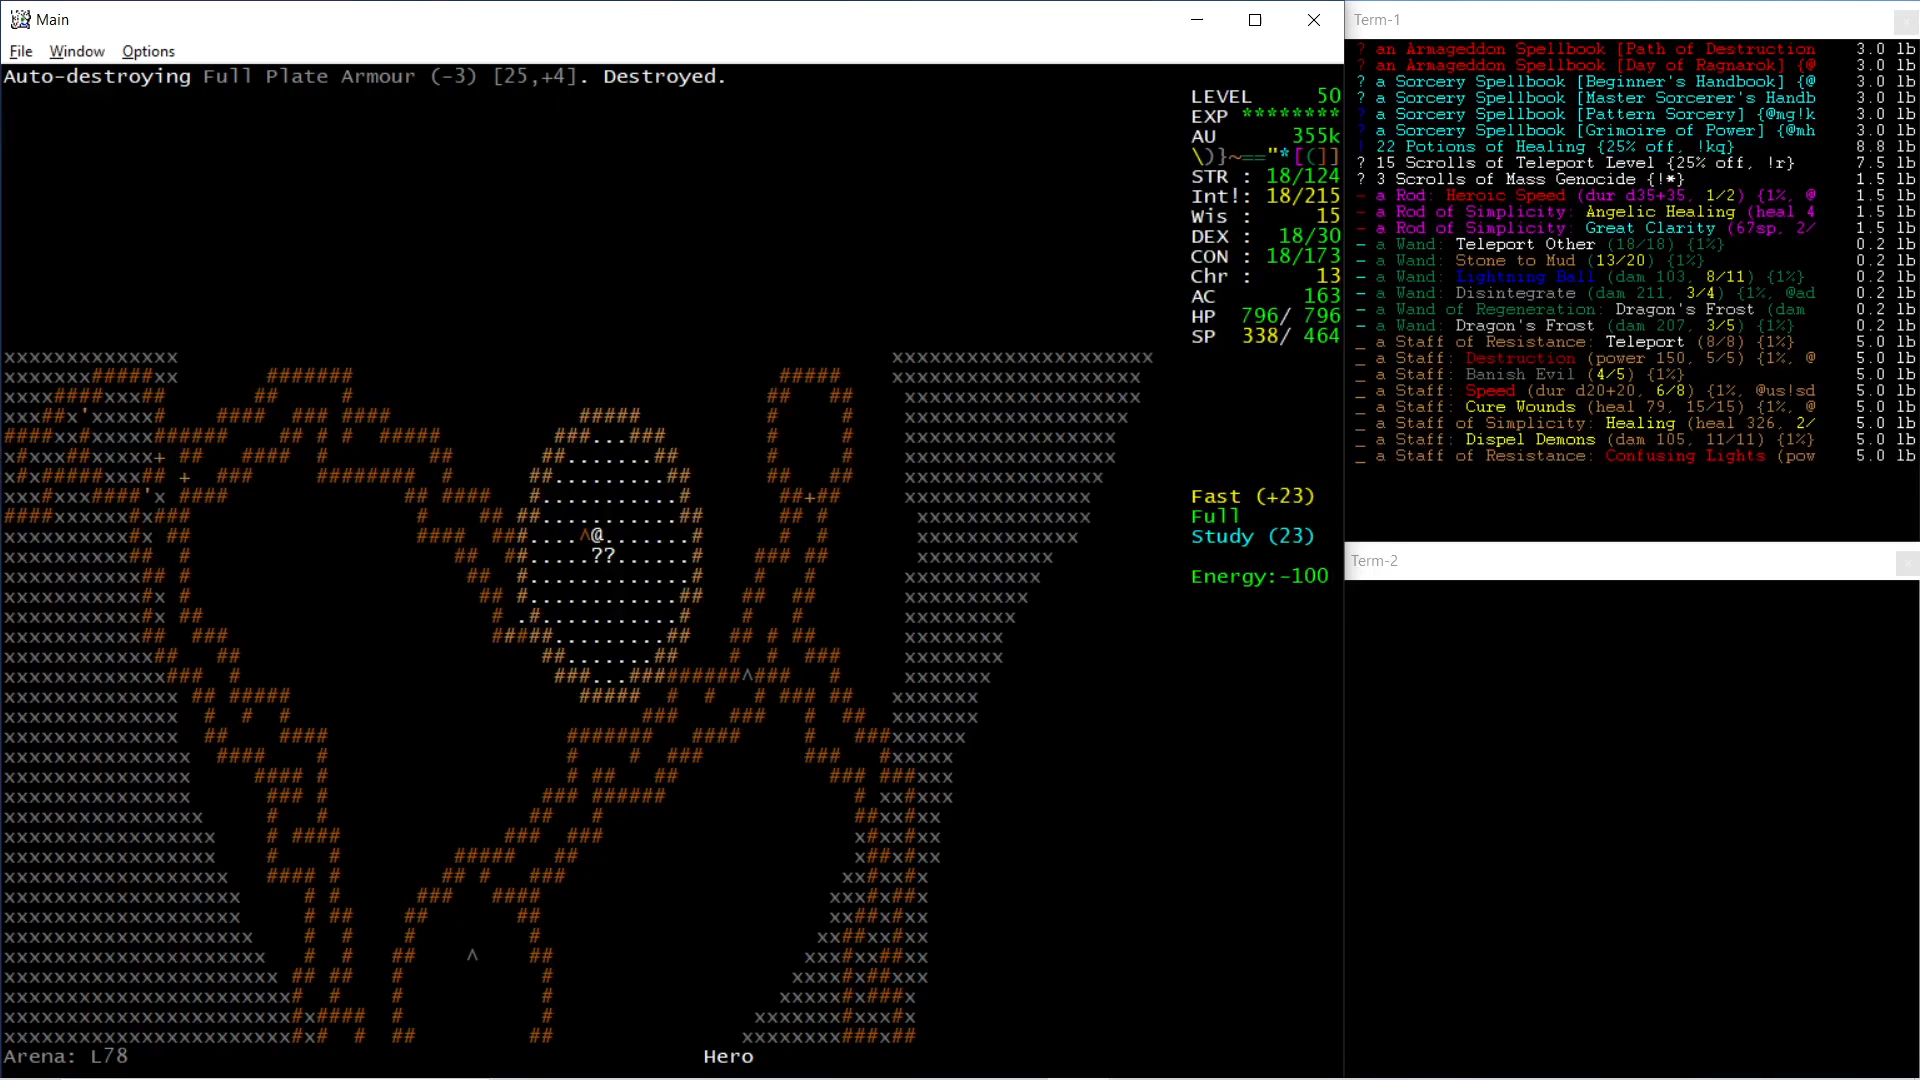 Main
File Window Options
Auto-destroying Full Plate Armour (-3) [25,+4]. Destroyed.
LEVEL 50
EXP ********
AU 355k
\)}~=="*[(]]
STR : 18/124
Int!: 18/215
Wis : 15
DEX : 18/30
CON : 18/173
Chr : 13
AC 163
HP 796/ 796
SP 338/ 464
Fast (+23)
Full
Study (23)
Energy:-100
Arena: L78
Hero
Term-1
? an Armageddon Spellbook [Path of Destruction 3.0 lb
? an Armageddon Spellbook [Day of Ragnarok] {@ 3.0 lb
? a Sorcery Spellbook [Beginner's Handbook] {@ 3.0 lb
? a Sorcery Spellbook [Master Sorcerer's Handb 3.0 lb
? a Sorcery Spellbook [Pattern Sorcery] {@mg!k 3.0 lb
? a Sorcery Spellbook [Grimoire of Power] {@mh 3.0 lb
! 22 Potions of Healing {25% off, !kq} 8.8 lb
? 15 Scrolls of Teleport Level {25% off, !r} 7.5 lb
? 3 Scrolls of Mass Genocide {!*} 1.5 lb
- a Rod: Heroic Speed (dur d35+35, 1/2) {1%, @ 1.5 lb
- a Rod of Simplicity: Angelic Healing (heal 4 1.5 lb
- a Rod of Simplicity: Great Clarity (67sp, 2/ 1.5 lb
- a Wand: Teleport Other (18/18) {1%} 0.2 lb
- a Wand: Stone to Mud (13/20) {1%} 0.2 lb
- a Wand: Lightning Ball (dam 103, 8/11) {1%} 0.2 lb
- a Wand: Disintegrate (dam 211, 3/4) {1%, @ad 0.2 lb
- a Wand of Regeneration: Dragon's Frost (dam 0.2 lb
- a Wand: Dragon's Frost (dam 207, 3/5) {1%} 0.2 lb
_ a Staff of Resistance: Teleport (8/8) {1%} 5.0 lb
_ a Staff: Destruction (power 150, 5/5) {1%, @ 5.0 lb
_ a Staff: Banish Evil (4/5) {1%} 5.0 lb
_ a Staff: Speed (dur d20+20, 6/8) {1%, @us!sd 5.0 lb
_ a Staff: Cure Wounds (heal 79, 15/15) {1%, @ 5.0 lb
_ a Staff of Simplicity: Healing (heal 326, 2/ 5.0 lb
_ a Staff: Dispel Demons (dam 105, 11/11) {1%} 5.0 lb
_ a Staff of Resistance: Confusing Lights (pow 5.0 lb
Term-2